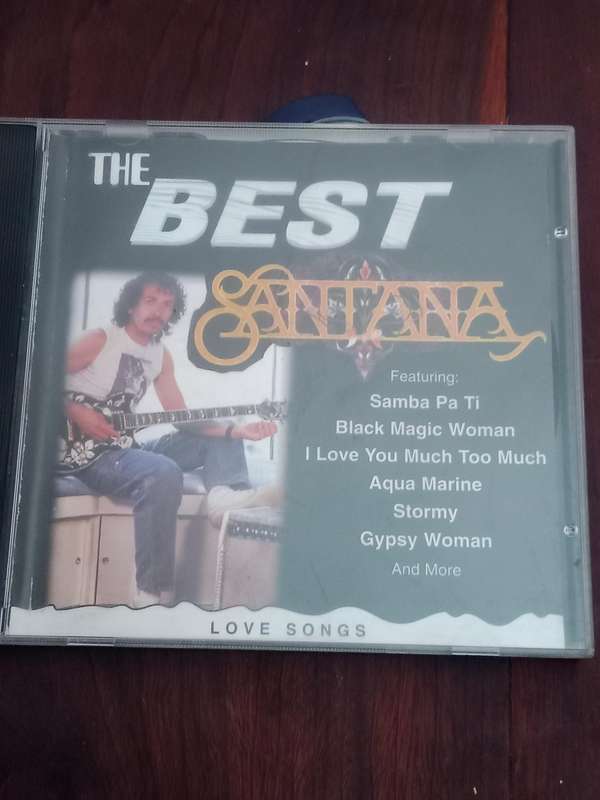 THE
BEST
SANTANA
Featuring:
Samba Pa Ti
Black Magic Woman
I Love You Much Too Much
Aqua Marine
Stormy
Gypsy Woman
And More
LOVE SONGS